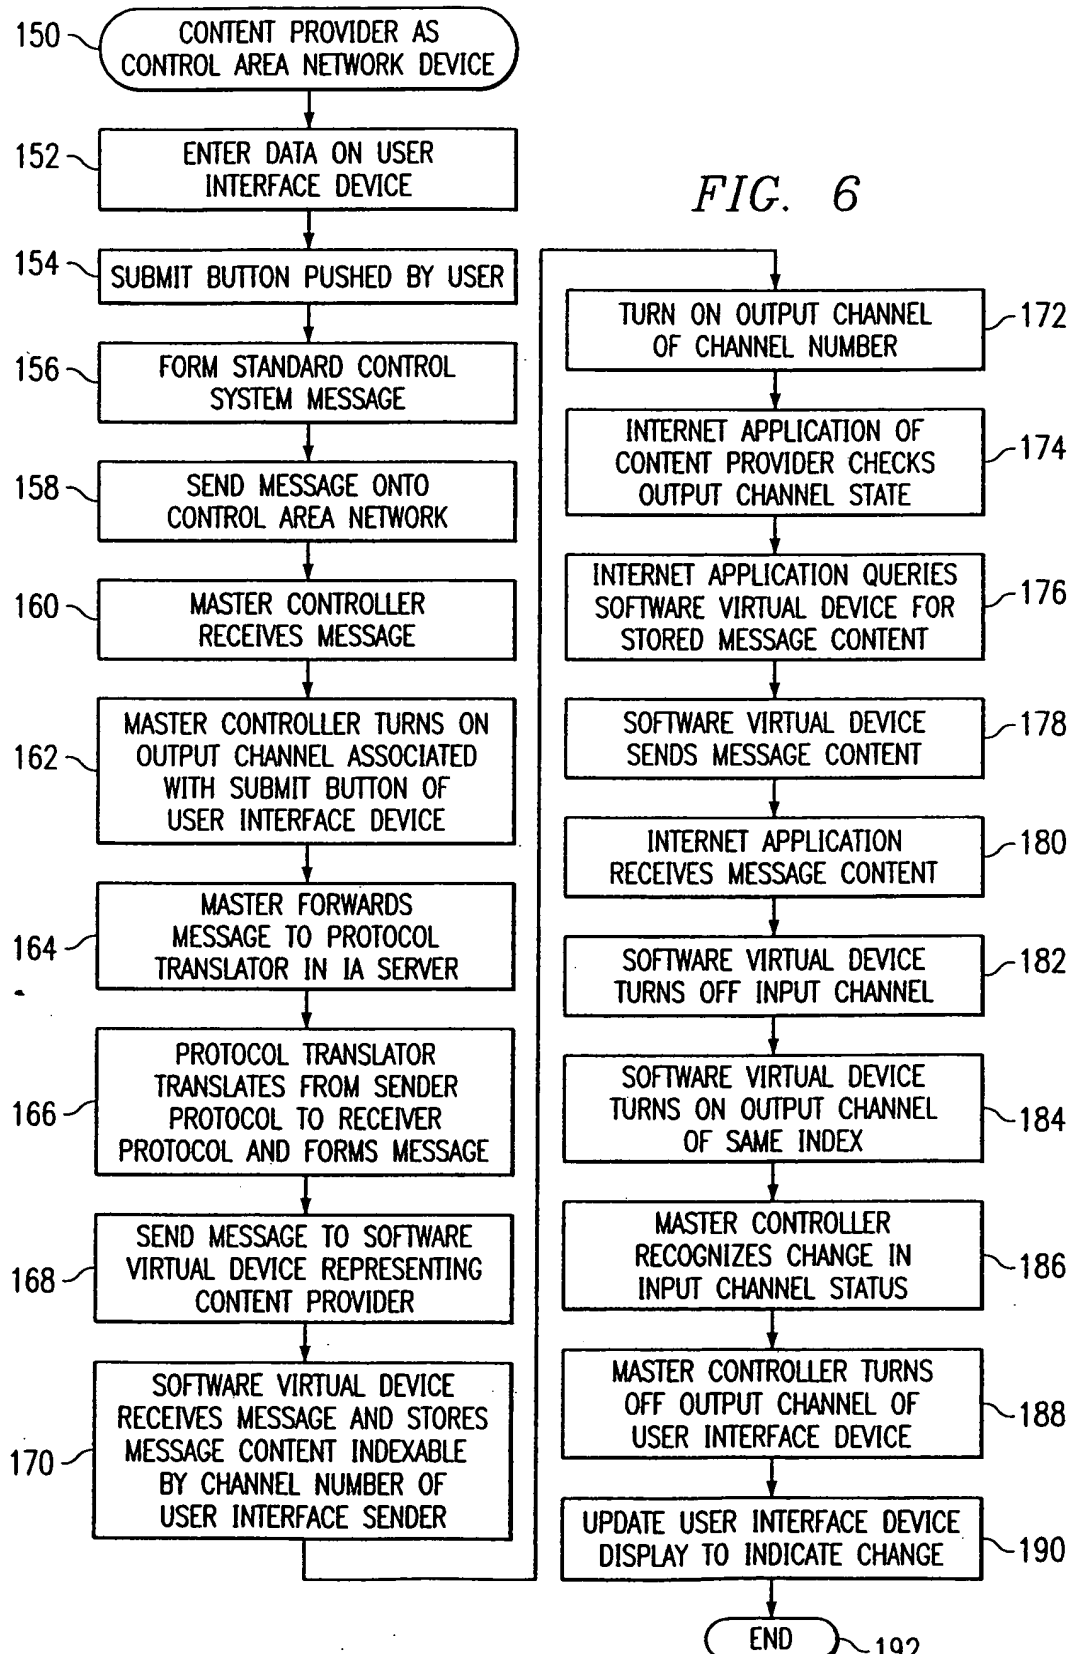 150
CONTENT PROVIDER AS
CONTROL AREA NETWORK DEVICE
152
ENTER DATA ON USER
INTERFACE DEVICE
154
SUBMIT BUTTON PUSHED BY USER
156
FORM STANDARD CONTROL
SYSTEM MESSAGE
158
SEND MESSAGE ONTO
CONTROL AREA NETWORK
160
MASTER CONTROLLER
RECEIVES MESSAGE
162
MASTER CONTROLLER TURNS ON
OUTPUT CHANNEL ASSOCIATED
WITH SUBMIT BUTTON OF
USER INTERFACE DEVICE
164
MASTER FORWARDS
MESSAGE TO PROTOCOL
TRANSLATOR IN IA SERVER
166
PROTOCOL TRANSLATOR
TRANSLATES FROM SENDER
PROTOCOL TO RECEIVER
PROTOCOL AND FORMS MESSAGE
168
SEND MESSAGE TO SOFTWARE
VIRTUAL DEVICE REPRESENTING
CONTENT PROVIDER
170
SOFTWARE VIRTUAL DEVICE
RECEIVES MESSAGE AND STORES
MESSAGE CONTENT INDEXABLE
BY CHANNEL NUMBER OF
USER INTERFACE SENDER
FIG. 6
TURN ON OUTPUT CHANNEL
OF CHANNEL NUMBER
172
INTERNET APPLICATION OF
CONTENT PROVIDER CHECKS
OUTPUT CHANNEL STATE
174
INTERNET APPLICATION QUERIES
SOFTWARE VIRTUAL DEVICE FOR
STORED MESSAGE CONTENT
176
SOFTWARE VIRTUAL DEVICE
SENDS MESSAGE CONTENT
178
INTERNET APPLICATION
RECEIVES MESSAGE CONTENT
180
SOFTWARE VIRTUAL DEVICE
TURNS OFF INPUT CHANNEL
182
SOFTWARE VIRTUAL DEVICE
TURNS ON OUTPUT CHANNEL
OF SAME INDEX
184
MASTER CONTROLLER
RECOGNIZES CHANGE IN
INPUT CHANNEL STATUS
186
MASTER CONTROLLER TURNS
OFF OUTPUT CHANNEL OF
USER INTERFACE DEVICE
188
UPDATE USER INTERFACE DEVICE
DISPLAY TO INDICATE CHANGE
190
END
192